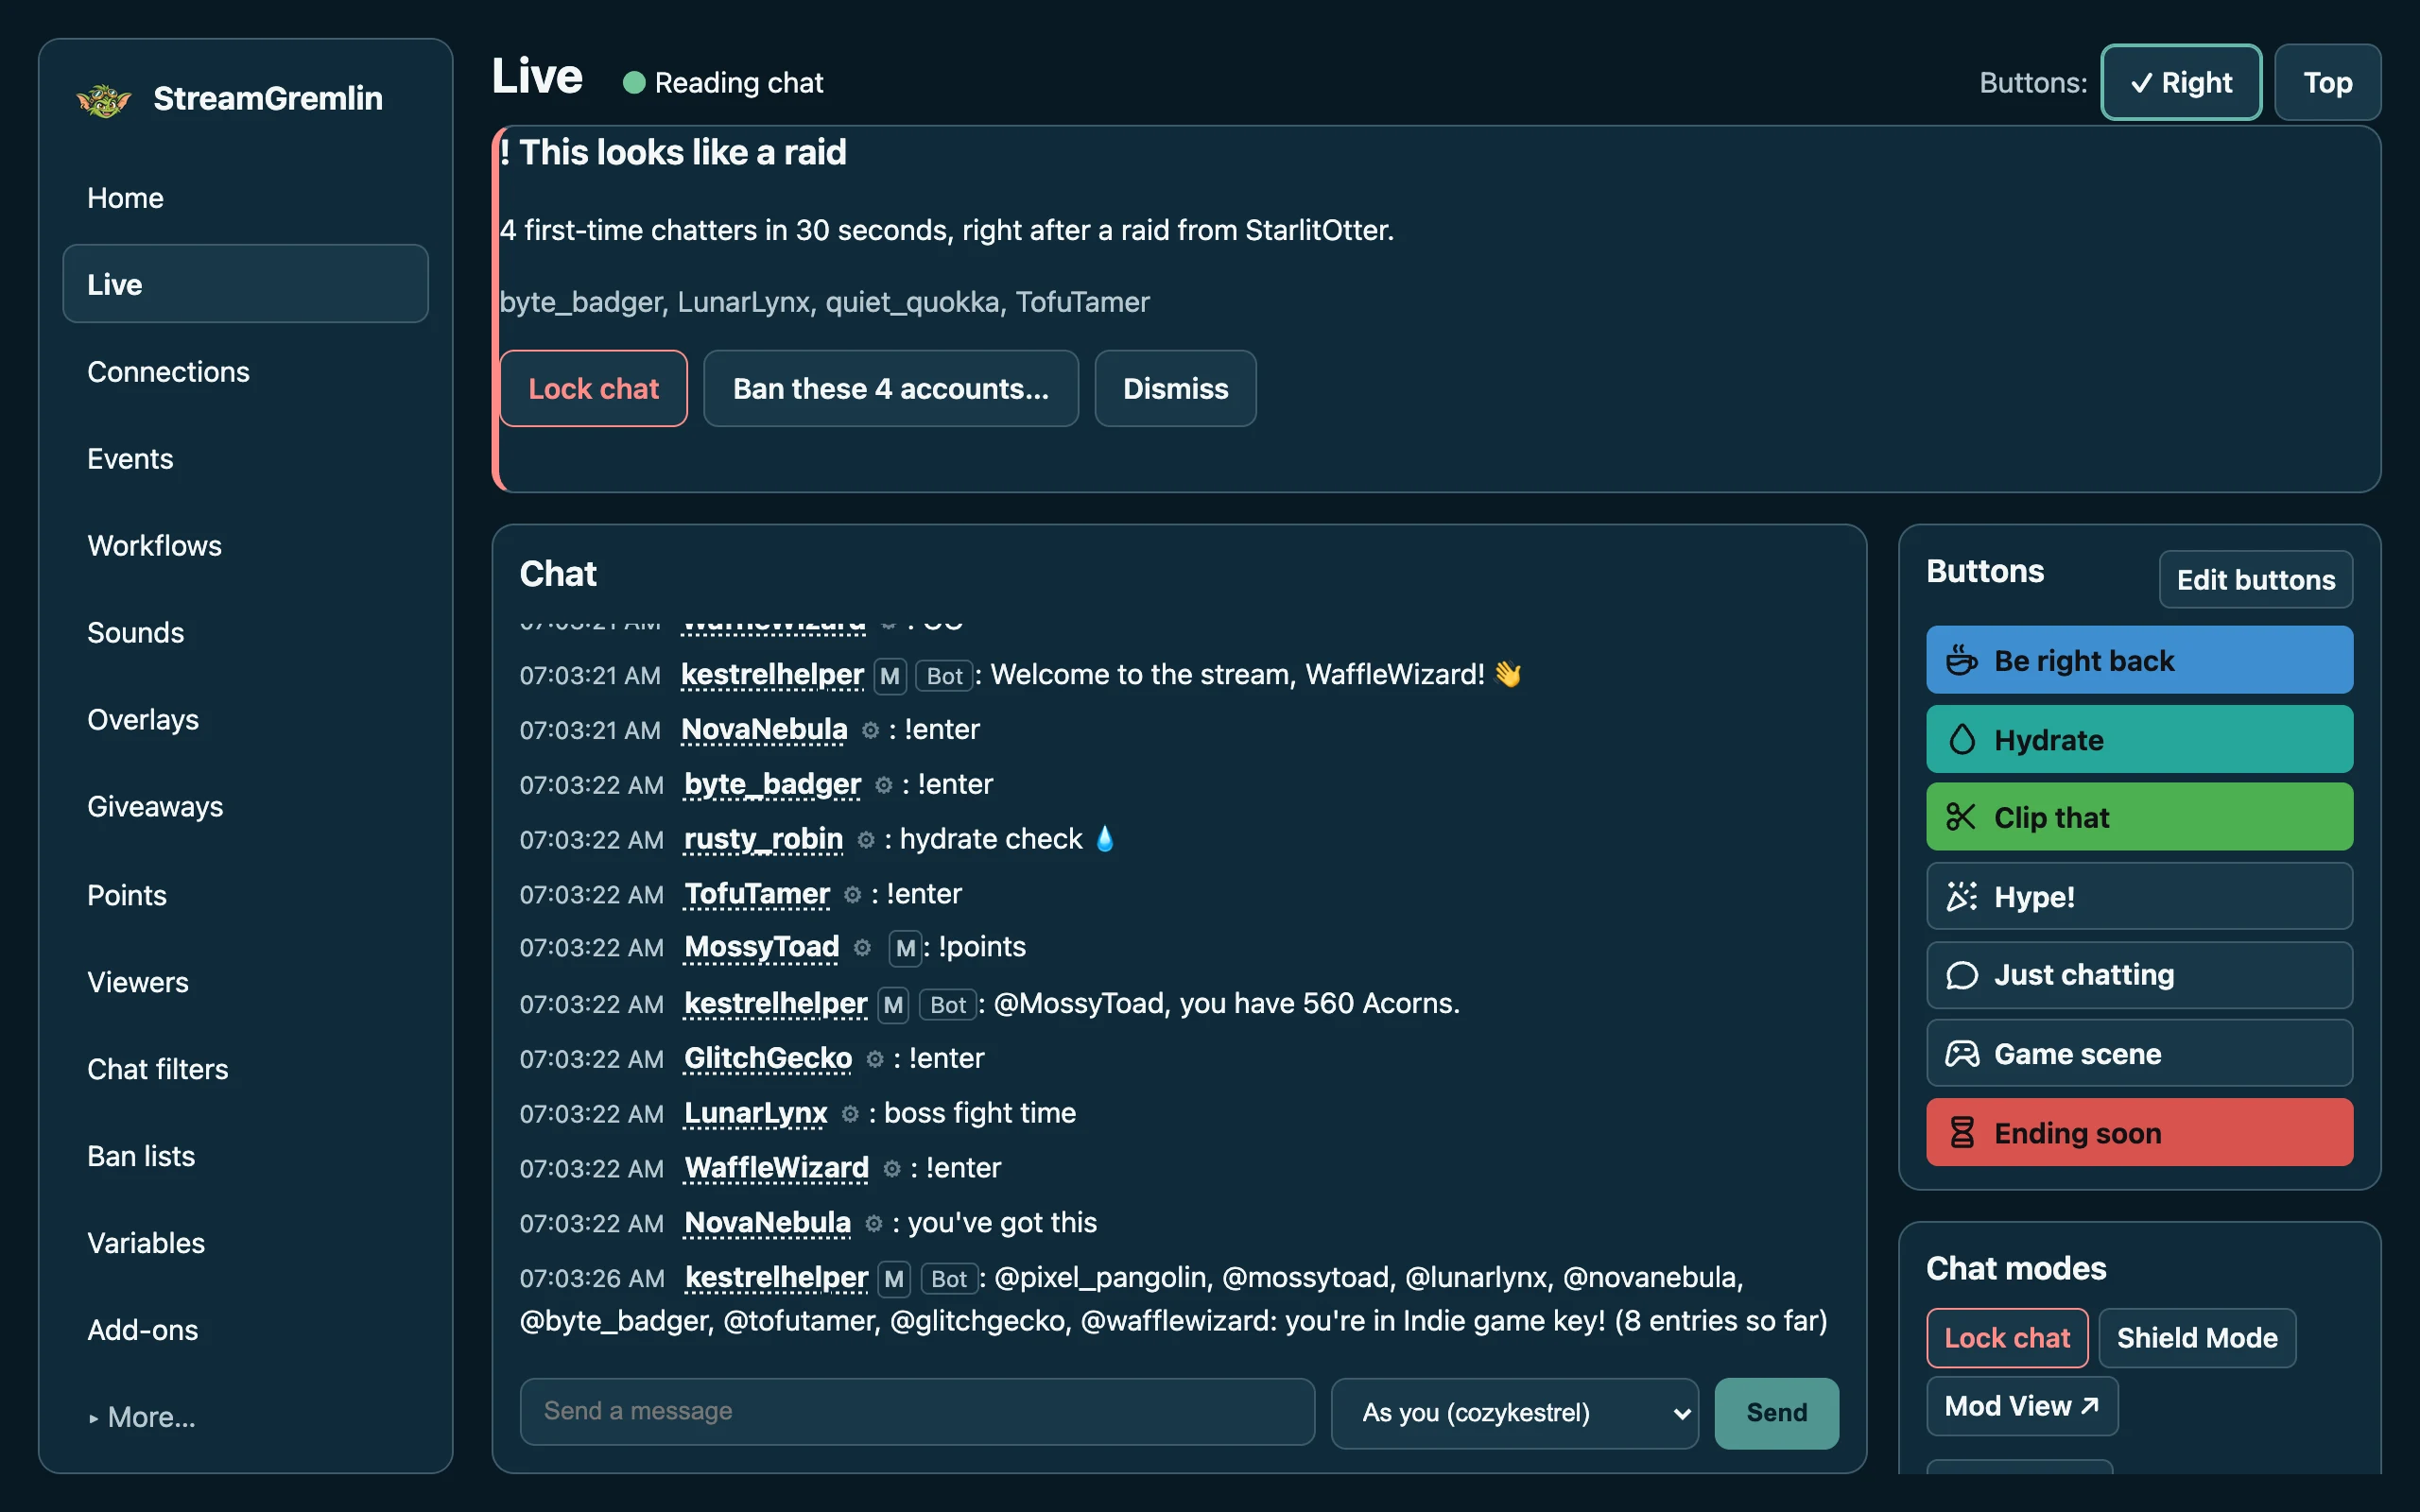 StreamGremlin
Home
Live
Connections
Events
Workflows
Sounds
Overlays
Giveaways
Points
Viewers
Chat filters
Ban lists
Variables
Add-ons
▸ More...
Live
Reading chat
Buttons:
✓ Right
Top
! This looks like a raid
4 first-time chatters in 30 seconds, right after a raid from StarlitOtter.
byte_badger, LunarLynx, quiet_quokka, TofuTamer
Lock chat
Ban these 4 accounts...
Dismiss
Chat
07:03:21 AM WaffleWizard ⚙ : GG
07:03:21 AM kestrelhelper M Bot: Welcome to the stream, WaffleWizard! 👋
07:03:21 AM NovaNebula ⚙ : !enter
07:03:22 AM byte_badger ⚙ : !enter
07:03:22 AM rusty_robin ⚙ : hydrate check 💧
07:03:22 AM TofuTamer ⚙ : !enter
07:03:22 AM MossyToad ⚙ M: !points
07:03:22 AM kestrelhelper M Bot: @MossyToad, you have 560 Acorns.
07:03:22 AM GlitchGecko ⚙ : !enter
07:03:22 AM LunarLynx ⚙ : boss fight time
07:03:22 AM WaffleWizard ⚙ : !enter
07:03:22 AM NovaNebula ⚙ : you've got this
07:03:26 AM kestrelhelper M Bot: @pixel_pangolin, @mossytoad, @lunarlynx, @novanebula,
@byte_badger, @tofutamer, @glitchgecko, @wafflewizard: you're in Indie game key! (8 entries so far)
Send a message
As you (cozykestrel)
Send
Buttons
Edit buttons
Be right back
Hydrate
Clip that
Hype!
Just chatting
Game scene
Ending soon
Chat modes
Lock chat
Shield Mode
Mod View ↗